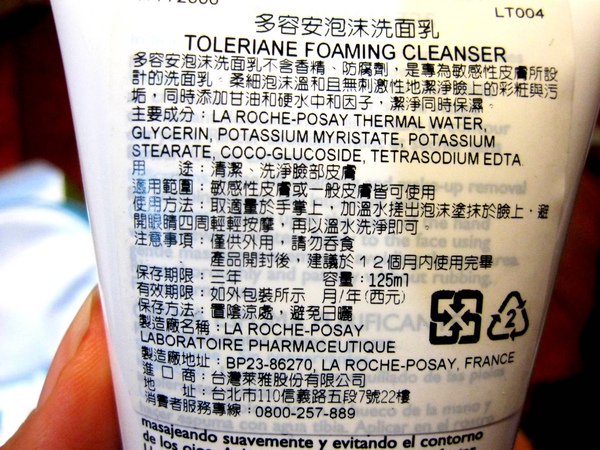 LT004
多容安泡沫洗面乳
TOLERIANE FOAMING CLEANSER
多容安泡沫洗面乳不含香精、防腐劑，是專為敏感性皮膚所設
計的洗面乳。柔細泡沫溫和且無刺激性地潔淨臉上的彩粧與污
垢，同時添加甘油和硬水中和因子，潔淨同時保濕。
主要成分：LA ROCHE-POSAY THERMAL WATER,
GLYCERIN, POTASSIUM MYRISTATE, POTASSIUM
STEARATE, COCO-GLUCOSIDE, TETRASODIUM EDTA
用　　途：清潔、洗淨臉部皮膚
適用範圍：敏感性皮膚或一般皮膚皆可使用
使用方法：取適量於手掌上，加溫水搓出泡沫塗抹於臉上，避
開眼睛四周輕輕按摩，再以溫水洗淨即可。
注意事項：僅供外用，請勿吞食
產品開封後，建議於１２個月內使用完畢
保存期限：三年　　容量：125ml
有效期限：如外包裝所示　月/年(西元)
保存方法：置陰涼處，避免日曬
製造廠名稱：LA ROCHE-POSAY
LABORATOIRE PHARMACEUTIQUE
製造廠地址：BP23-86270, LA ROCHE-POSAY, FRANCE
進 口 商：台灣萊雅股份有限公司
地　　址：台北市110信義路五段7號22樓
消費者服務專線：0800-257-889
2
masajeando suavemente y evitando el contorno